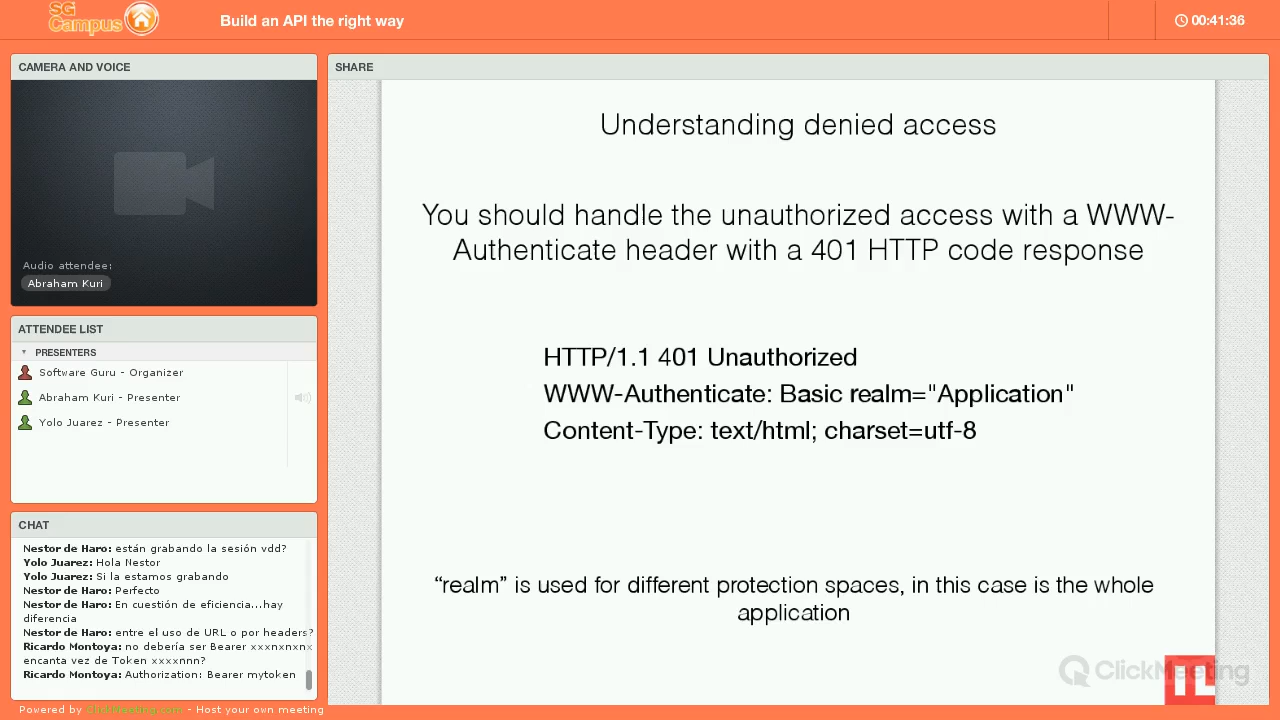 SG
Campus
Build an API the right way
00:41:36
CAMERA AND VOICE
Audio attendee:
Abraham Kuri
ATTENDEE LIST
PRESENTERS
Software Guru - Organizer
Abraham Kuri - Presenter
Yolo Juarez - Presenter
CHAT
Nestor de Haro: están grabando la sesión vdd?
Yolo Juarez: Hola Nestor
Yolo Juarez: Si la estamos grabando
Nestor de Haro: Perfecto
Nestor de Haro: En cuestión de eficiencia...hay
diferencia
Nestor de Haro: entre el uso de URL o por headers?
Ricardo Montoya: no debería ser Bearer xxxnxnxnx
encanta vez de Token xxxxnnn?
Ricardo Montoya: Authorization: Bearer mytoken
Powered by ClickMeeting.com - Host your own meeting
SHARE
Understanding denied access
You should handle the unauthorized access with a WWW-
Authenticate header with a 401 HTTP code response
HTTP/1.1 401 Unauthorized
WWW-Authenticate: Basic realm="Application"
Content-Type: text/html; charset=utf-8
“realm” is used for different protection spaces, in this case is the whole
application
ClickMeeting